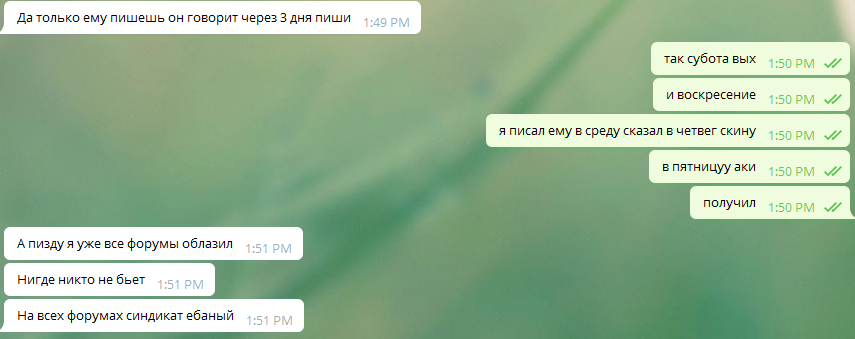 Да только ему пишешь он говорит через 3 дня пиши 1:49 PM
так субота вых 1:50 PM
и воскресение 1:50 PM
я писал ему в среду сказал в четвег скину 1:50 PM
в пятницуу аки 1:50 PM
получил 1:50 PM
А пизду я уже все форумы облазил 1:51 PM
Нигде никто не бьет 1:51 PM
На всех форумах синдикат ебаный 1:51 PM